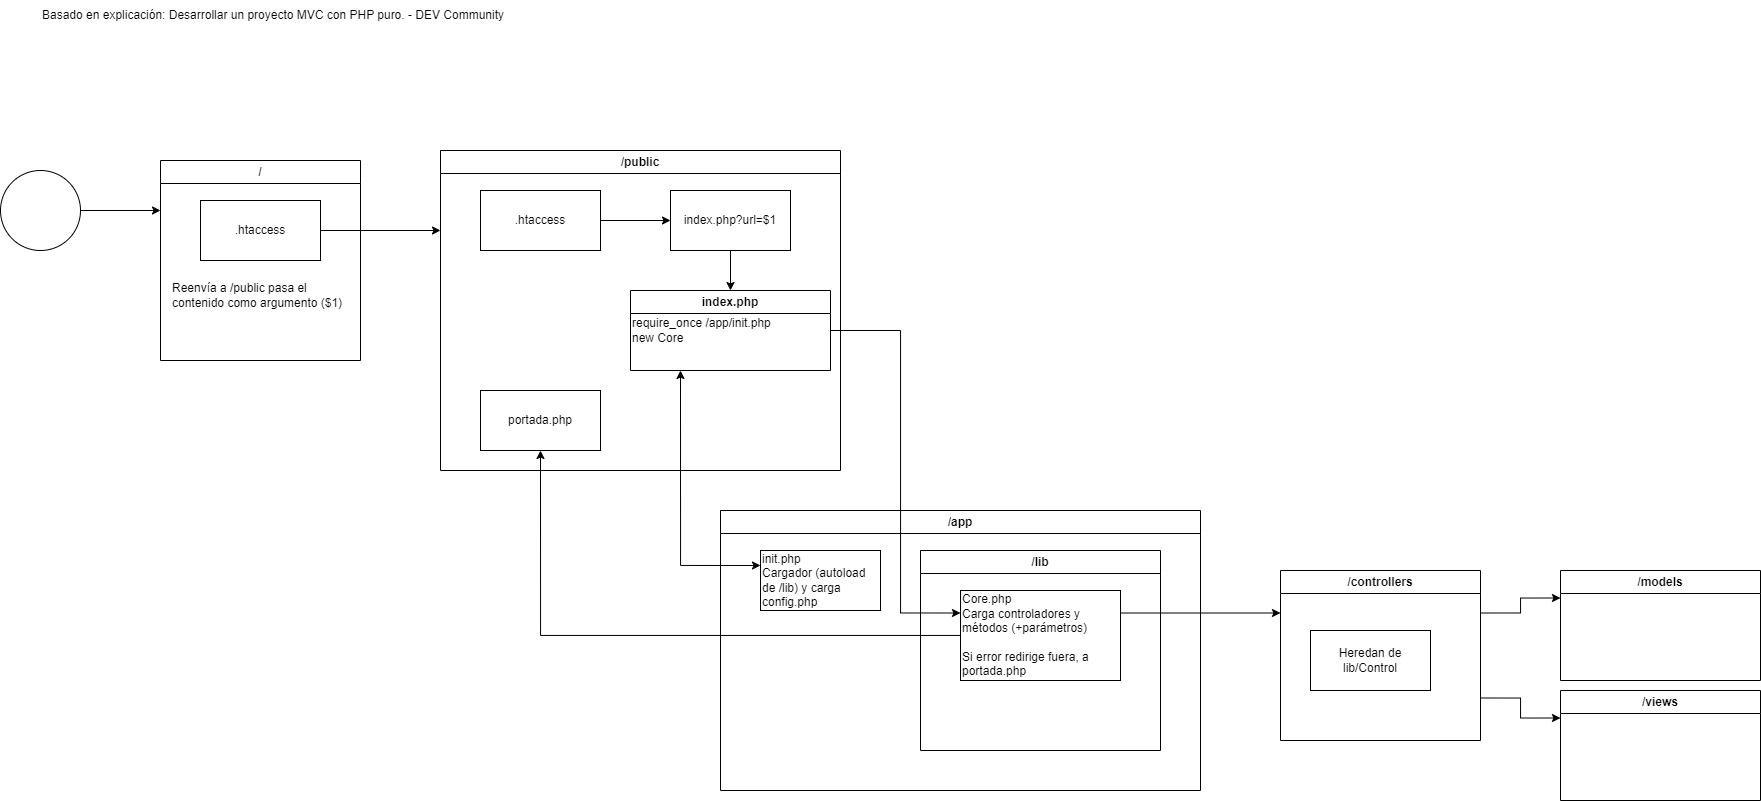 Basado en explicación: Desarrollar un proyecto MVC con PHP puro. - DEV Community
/
.htaccess
Reenvía a /public pasa el
contenido como argumento ($1)
/public
.htaccess
index.php?url=$1
index.php
require_once /app/init.php
new Core
portada.php
/app
init.php
Cargador (autoload
de /lib) y carga
config.php
/lib
Core.php
Carga controladores y
métodos (+parámetros)
Si error redirige fuera, a
portada.php
/controllers
Heredan de
lib/Control
/models
/views